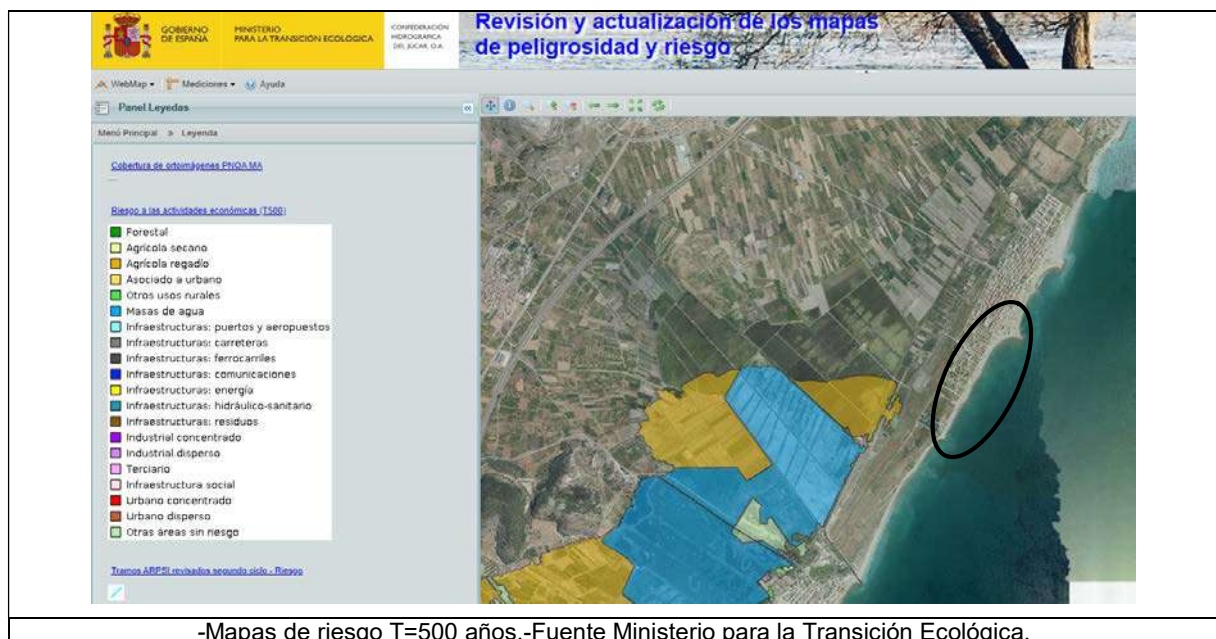 GOBIERNO
DE ESPAÑA
MINISTERIO
PARA LA TRANSICIÓN ECOLÓGICA
CONFEDERACIÓN
HIDROGRÁFICA
DEL JÚCAR, O.A.
Revisión y actualización de los mapas
de peligrosidad y riesgo
WebMap Mediciones Ayuda
Panel Leyedas
Menú Principal » Leyenda
Cobertura de ortoimágenes PNOA MA
Riesgo a las actividades económicas (T500)
Forestal
Agrícola secano
Agrícola regadío
Asociado a urbano
Otros usos rurales
Masas de agua
Infraestructuras: puertos y aeropuestos
Infraestructuras: carreteras
Infraestructuras: ferrocarriles
Infraestructuras: comunicaciones
Infraestructuras: energía
Infraestructuras: hidráulico-sanitario
Infraestructuras: residuos
Industrial concentrado
Industrial disperso
Terciario
Infraestructura social
Urbano concentrado
Urbano disperso
Otras áreas sin riesgo
Tramos ARPSI revisados segundo ciclo - Riesgo
-Mapas de riesgo T=500 años.-Fuente Ministerio para la Transición Ecológica.